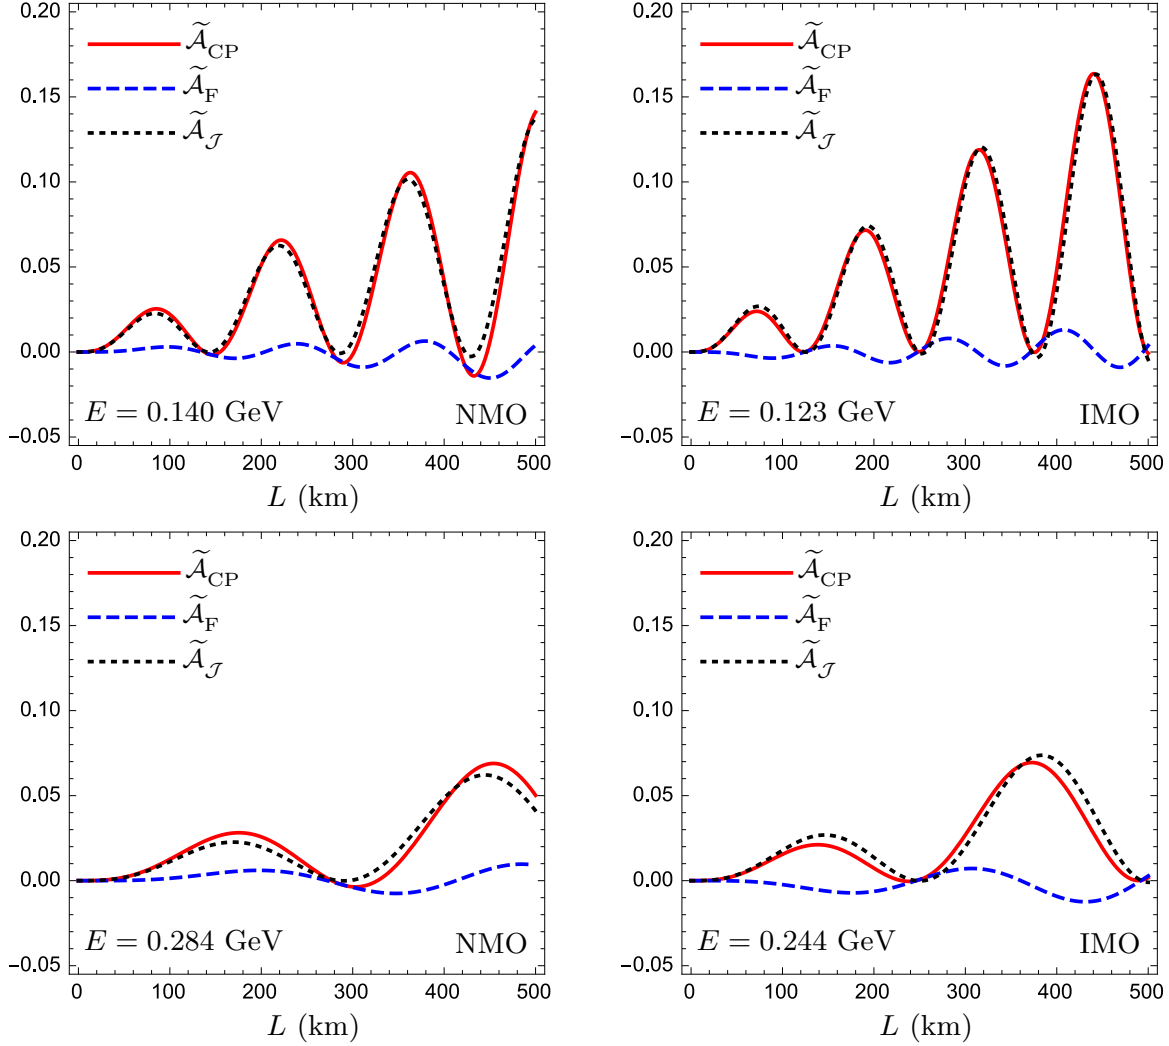 0.20
0.15
0.10
0.05
0.00
−0.05
Ã_CP
Ã_F
Ã_𝒥
E = 0.140 GeV
NMO
0 100 200 300 400 500
L (km)
0.20
0.15
0.10
0.05
0.00
−0.05
Ã_CP
Ã_F
Ã_𝒥
E = 0.123 GeV
IMO
0 100 200 300 400 500
L (km)
0.20
0.15
0.10
0.05
0.00
−0.05
Ã_CP
Ã_F
Ã_𝒥
E = 0.284 GeV
NMO
0 100 200 300 400 500
L (km)
0.20
0.15
0.10
0.05
0.00
−0.05
Ã_CP
Ã_F
Ã_𝒥
E = 0.244 GeV
IMO
0 100 200 300 400 500
L (km)